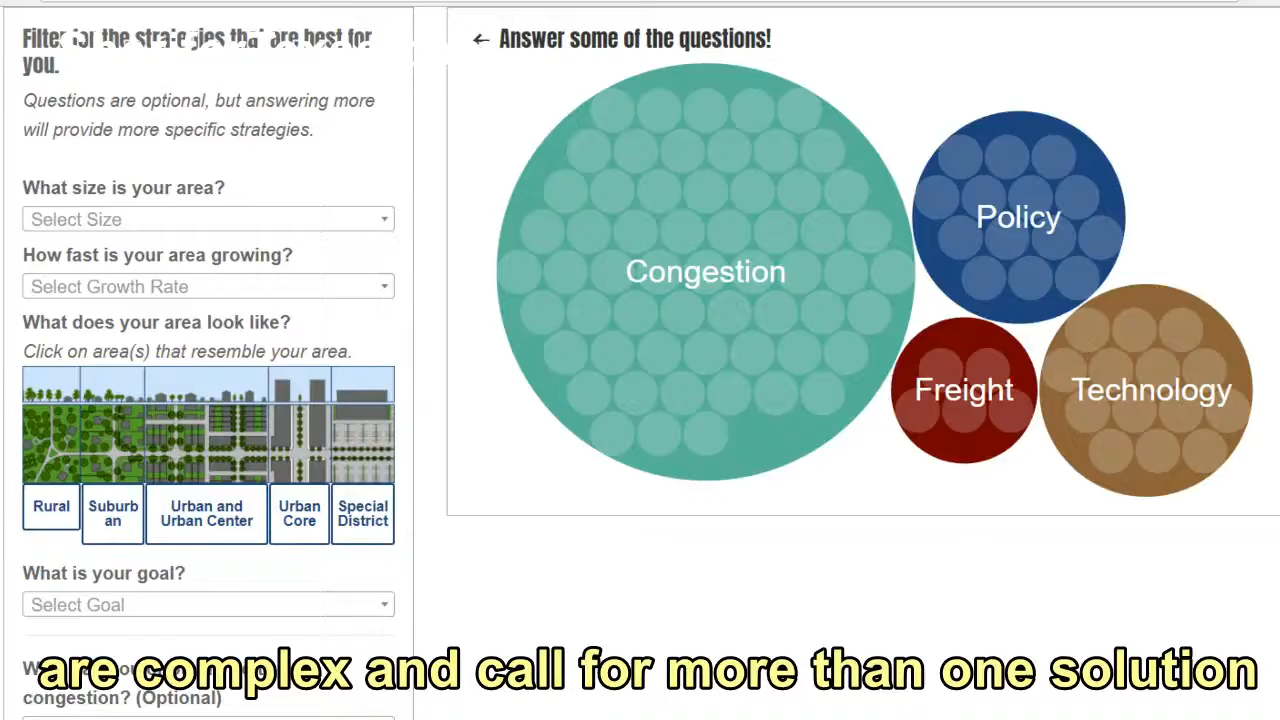 Filter for the strategies that are best for
you.
Questions are optional, but answering more
will provide more specific strategies.
What size is your area?
Select Size
How fast is your area growing?
Select Growth Rate
What does your area look like?
Click on area(s) that resemble your area.
Rural
Suburb
an
Urban and
Urban Center
Urban
Core
Special
District
What is your goal?
Select Goal
congestion? (Optional)
← Answer some of the questions!
Congestion
Policy
Freight
Technology
are complex and call for more than one solution